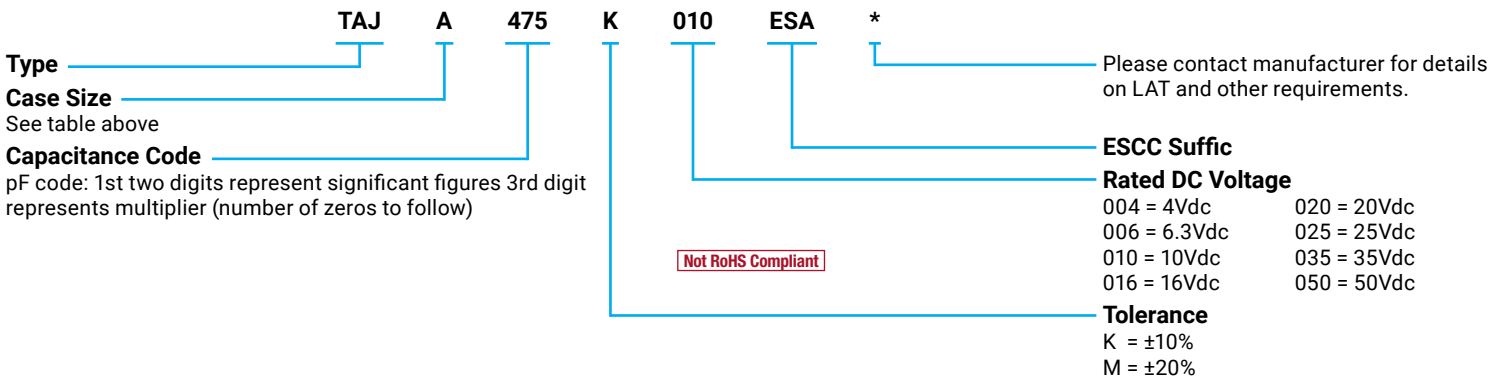 TAJ A 475 K 010 ESA *
Type
Case Size
See table above
Capacitance Code
pF code: 1st two digits represent significant figures 3rd digit
represents multiplier (number of zeros to follow)
Not RoHS Compliant
Please contact manufacturer for details
on LAT and other requirements.
ESCC Suffic
Rated DC Voltage
004 = 4Vdc 020 = 20Vdc
006 = 6.3Vdc 025 = 25Vdc
010 = 10Vdc 035 = 35Vdc
016 = 16Vdc 050 = 50Vdc
Tolerance
K = ±10%
M = ±20%